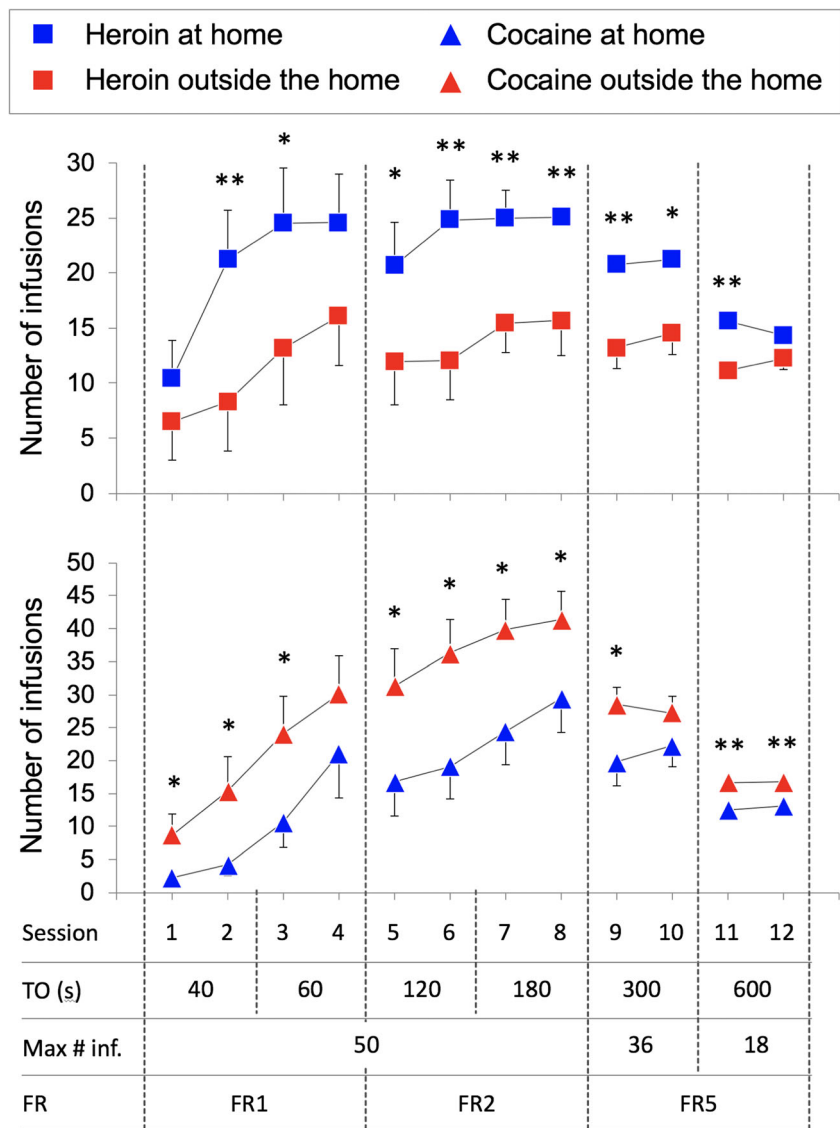 Heroin at home Cocaine at home
Heroin outside the home Cocaine outside the home
* ** * * ** ** ** ** * **
Number of infusions
30
25
20
15
10
5
0
* * * * * * * * ** **
Number of infusions
50
45
40
35
30
25
20
15
10
5
0
Session 1 2 3 4 5 6 7 8 9 10 11 12
TO (s) 40 60 120 180 300 600
Max # inf. 50 36 18
FR FR1 FR2 FR5